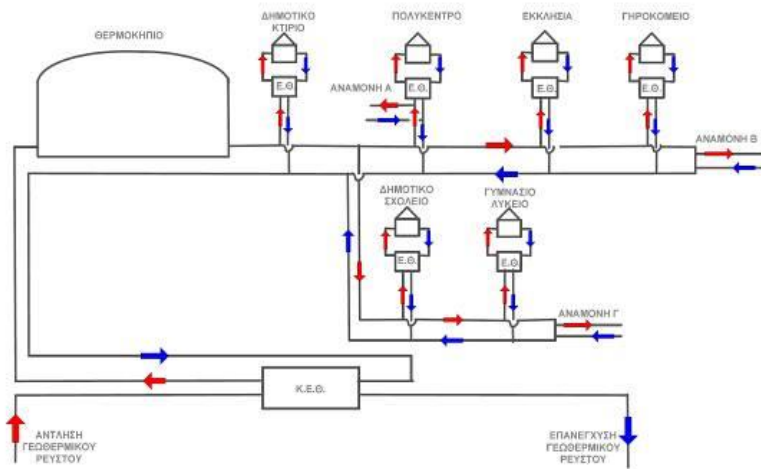 ΔΗΜΟΤΙΚΟ
ΚΤΙΡΙΟ
ΠΟΛΥΚΕΝΤΡΟ
ΕΚΚΛΗΣΙΑ
ΓΗΡΟΚΟΜΕΙΟ
ΘΕΡΜΟΚΗΠΙΟ
Ε.Θ.
Ε.Θ.
Ε.Θ.
Ε.Θ.
ΑΝΑΜΟΝΗ Α
ΑΝΑΜΟΝΗ Β
ΔΗΜΟΤΙΚΟ
ΣΧΟΛΕΙΟ
ΓΥΜΝΑΣΙΟ
ΛΥΚΕΙΟ
Ε.Θ.
Ε.Θ.
ΑΝΑΜΟΝΗ Γ
Κ.Ε.Θ.
ΑΝΤΛΗΣΗ
ΓΕΩΘΕΡΜΙΚΟΥ
ΡΕΥΣΤΟΥ
ΕΠΑΝΕΓΧΥΣΗ
ΓΕΩΘΕΡΜΙΚΟΥ
ΡΕΥΣΤΟΥ